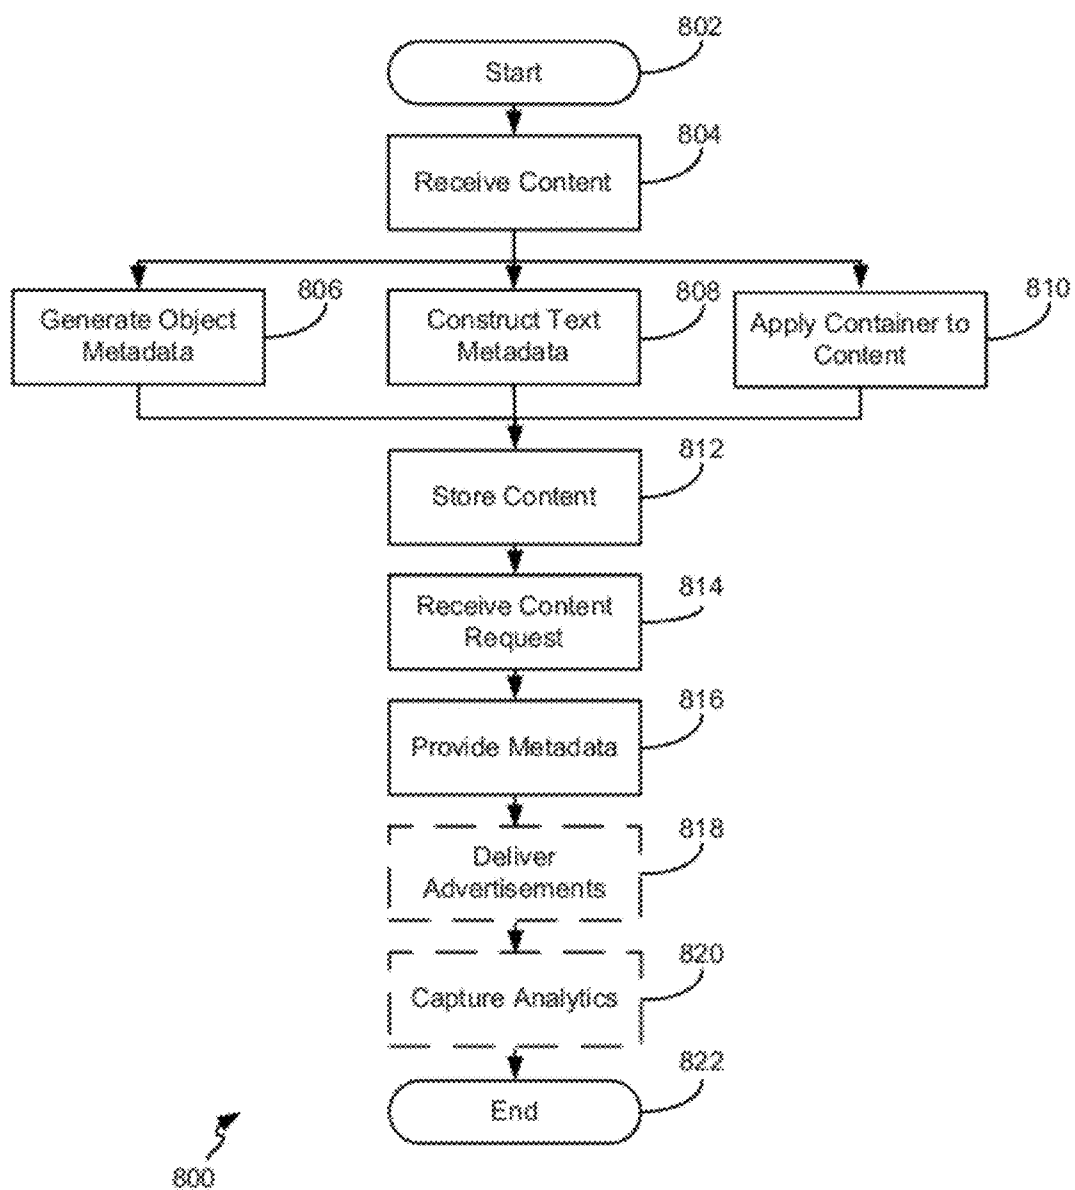 802
Start
804
Receive Content
806
Generate Object
Metadata
808
Construct Text
Metadata
810
Apply Container to
Content
812
Store Content
814
Receive Content
Request
816
Provide Metadata
818
Deliver
Advertisements
820
Capture Analytics
822
End
800